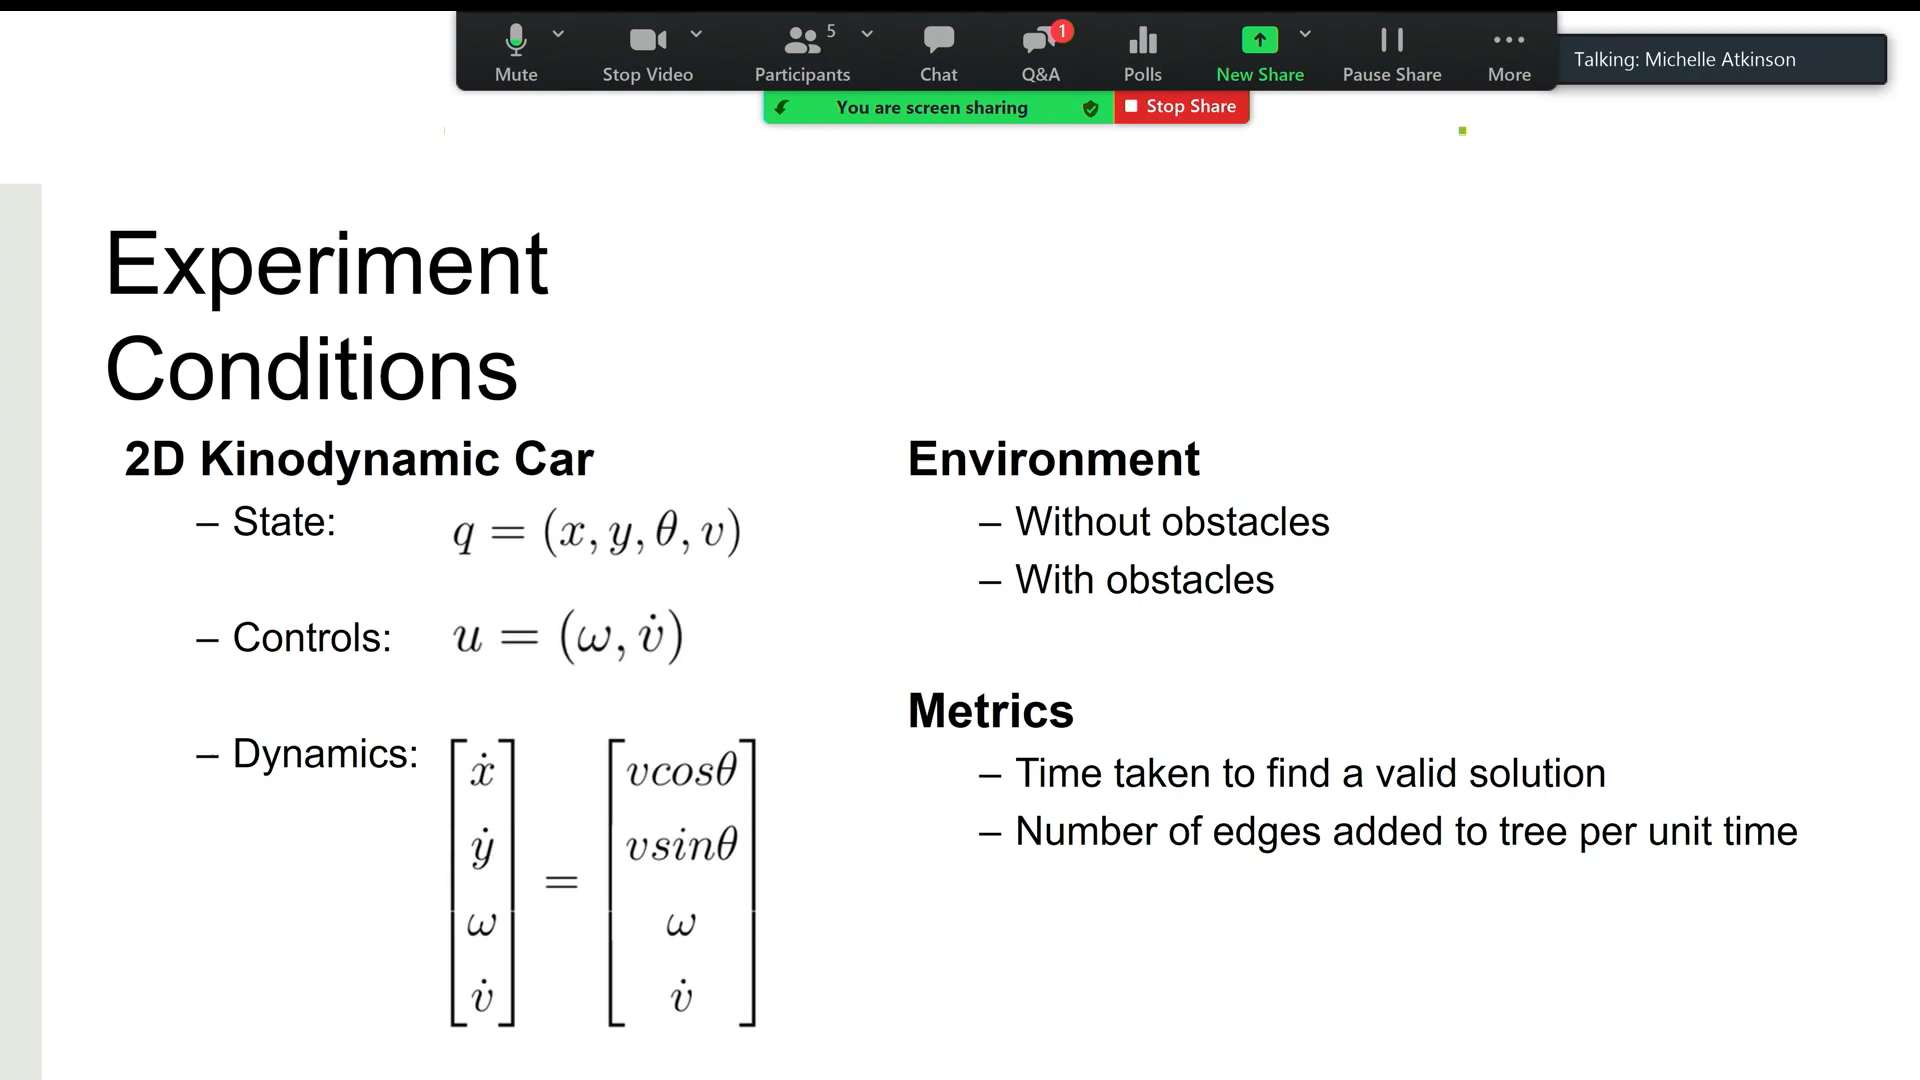 Mute
Stop Video
Participants
5
Chat
Q&A
1
Polls
New Share
Pause Share
More
Talking: Michelle Atkinson
You are screen sharing
Stop Share
Experiment
Conditions
2D Kinodynamic Car
– State: q = (x, y, θ, v)
– Controls: u = (ω, v̇)
– Dynamics:
[ẋ] = [vcosθ]
[ẏ] = [vsinθ]
[ω] = [ω]
[v̇] = [v̇]
Environment
– Without obstacles
– With obstacles
Metrics
– Time taken to find a valid solution
– Number of edges added to tree per unit time